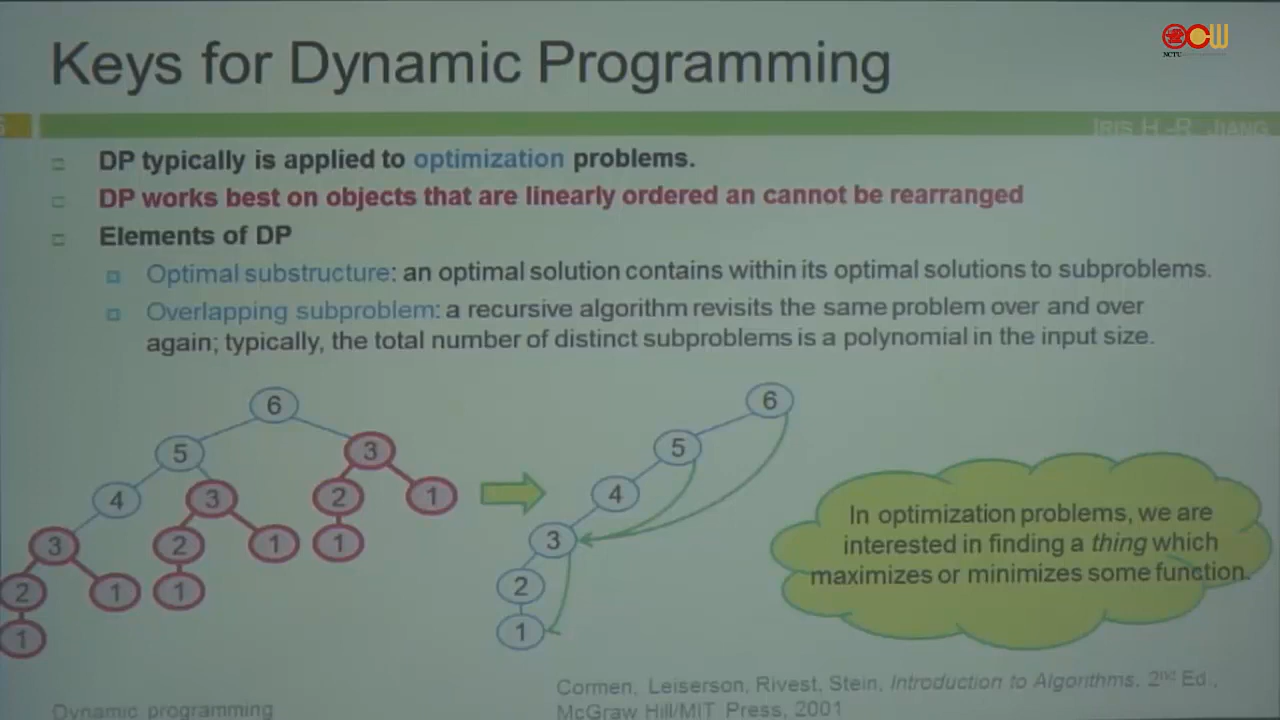 Keys for Dynamic Programming
OCW
NCTU
6
IRIS H.-R. JIANG
DP typically is applied to optimization problems.
DP works best on objects that are linearly ordered an cannot be rearranged
Elements of DP
Optimal substructure: an optimal solution contains within its optimal solutions to subproblems.
Overlapping subproblem: a recursive algorithm revisits the same problem over and over
again; typically, the total number of distinct subproblems is a polynomial in the input size.
6
5 3
4 3 2 1
3 2 1 1
2 1 1
1
6
5
4
3
2
1
In optimization problems, we are
interested in finding a thing which
maximizes or minimizes some function.
Cormen, Leiserson, Rivest, Stein, Introduction to Algorithms, 2nd Ed.,
McGraw Hill/MIT Press, 2001
Dynamic programming